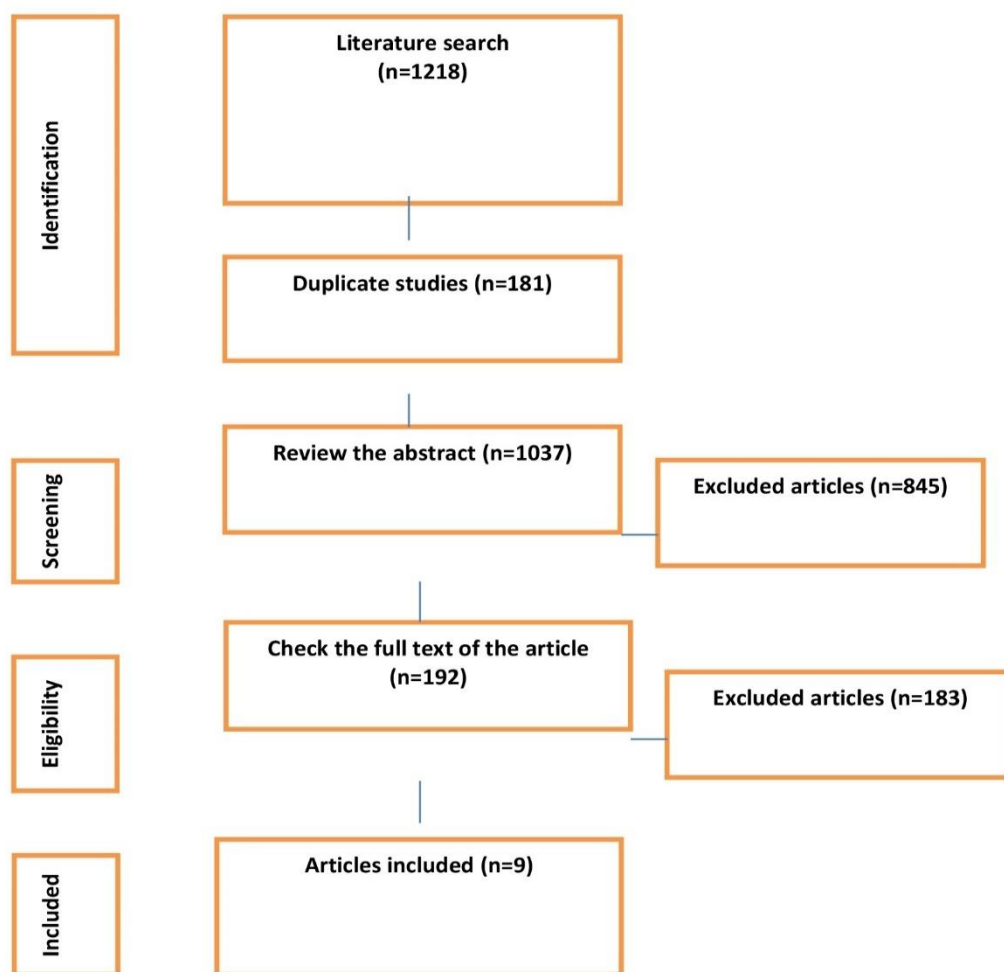 Identification
Literature search
(n=1218)
Duplicate studies (n=181)
Screening
Review the abstract (n=1037)
Excluded articles (n=845)
Eligibility
Check the full text of the article
(n=192)
Excluded articles (n=183)
Included
Articles included (n=9)